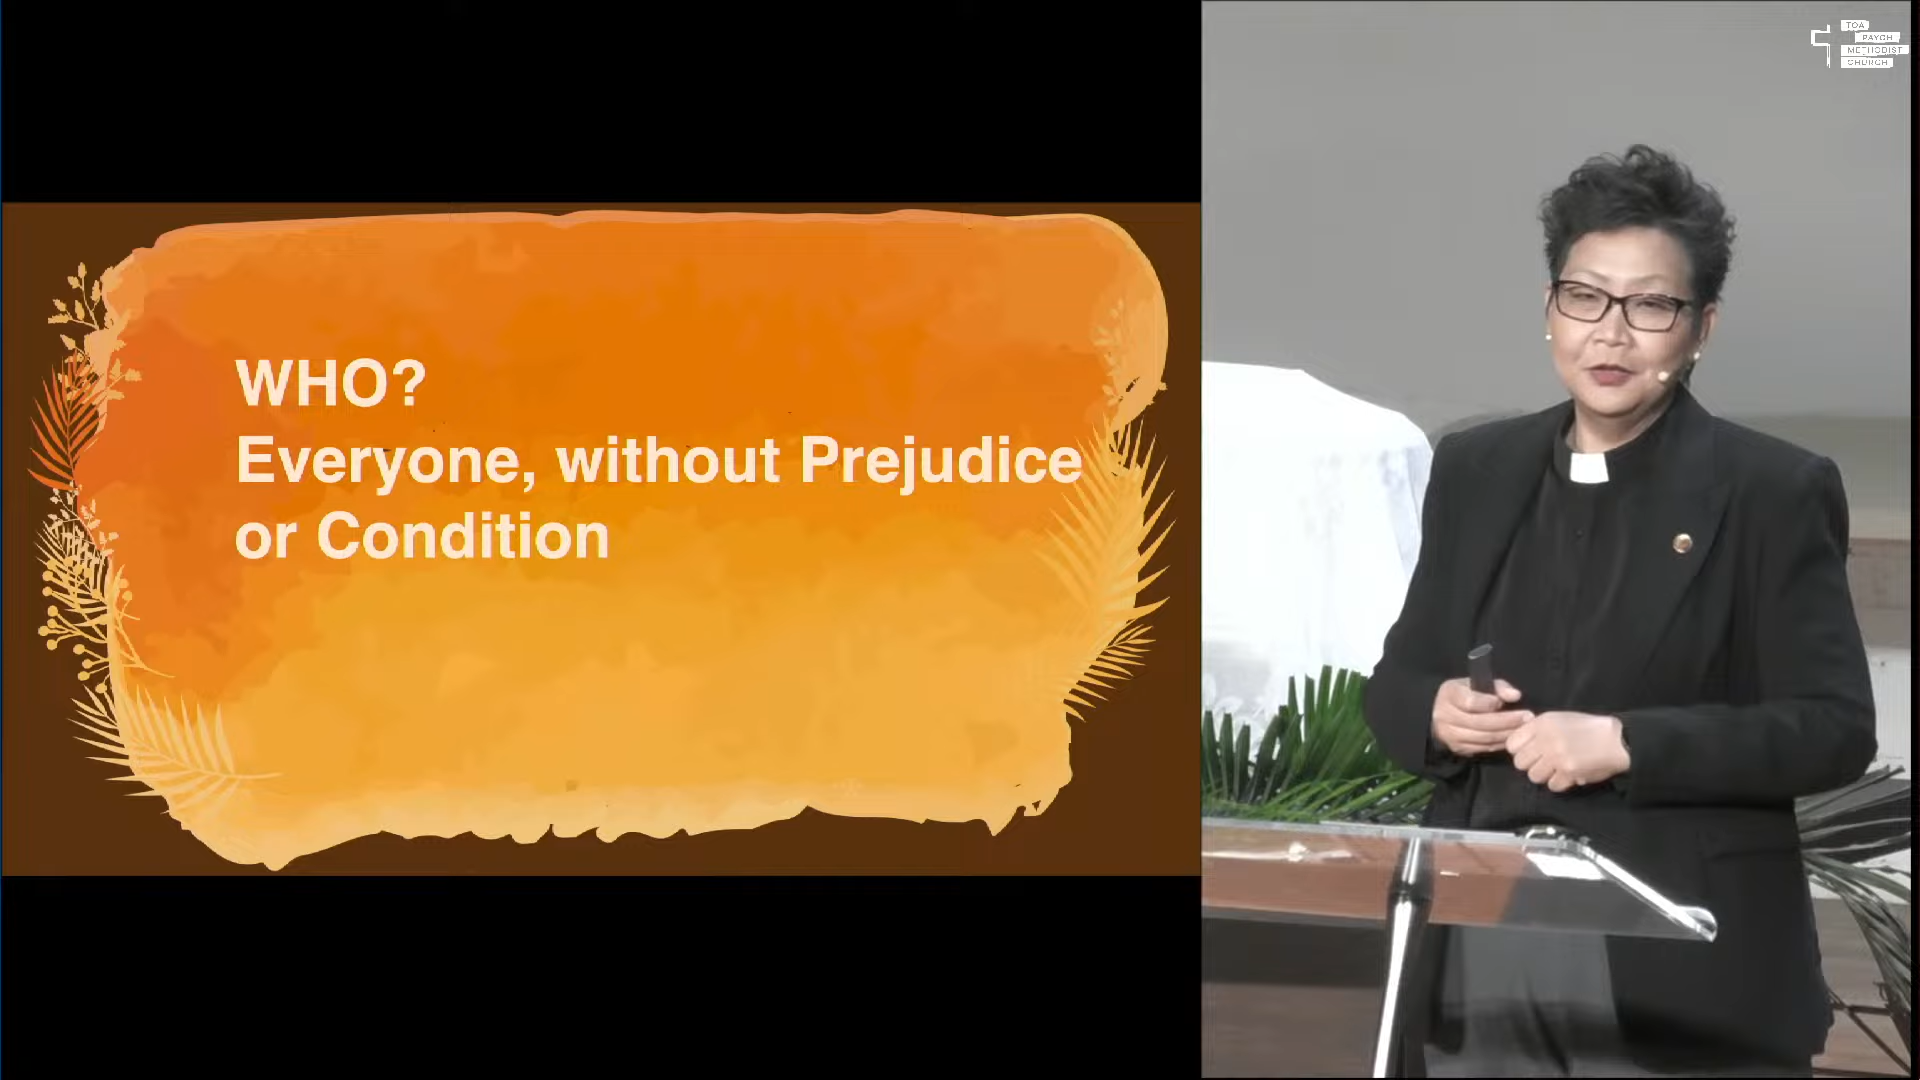 WHO?
Everyone, without Prejudice
or Condition
TOA
PAYOH
METHODIST
CHURCH